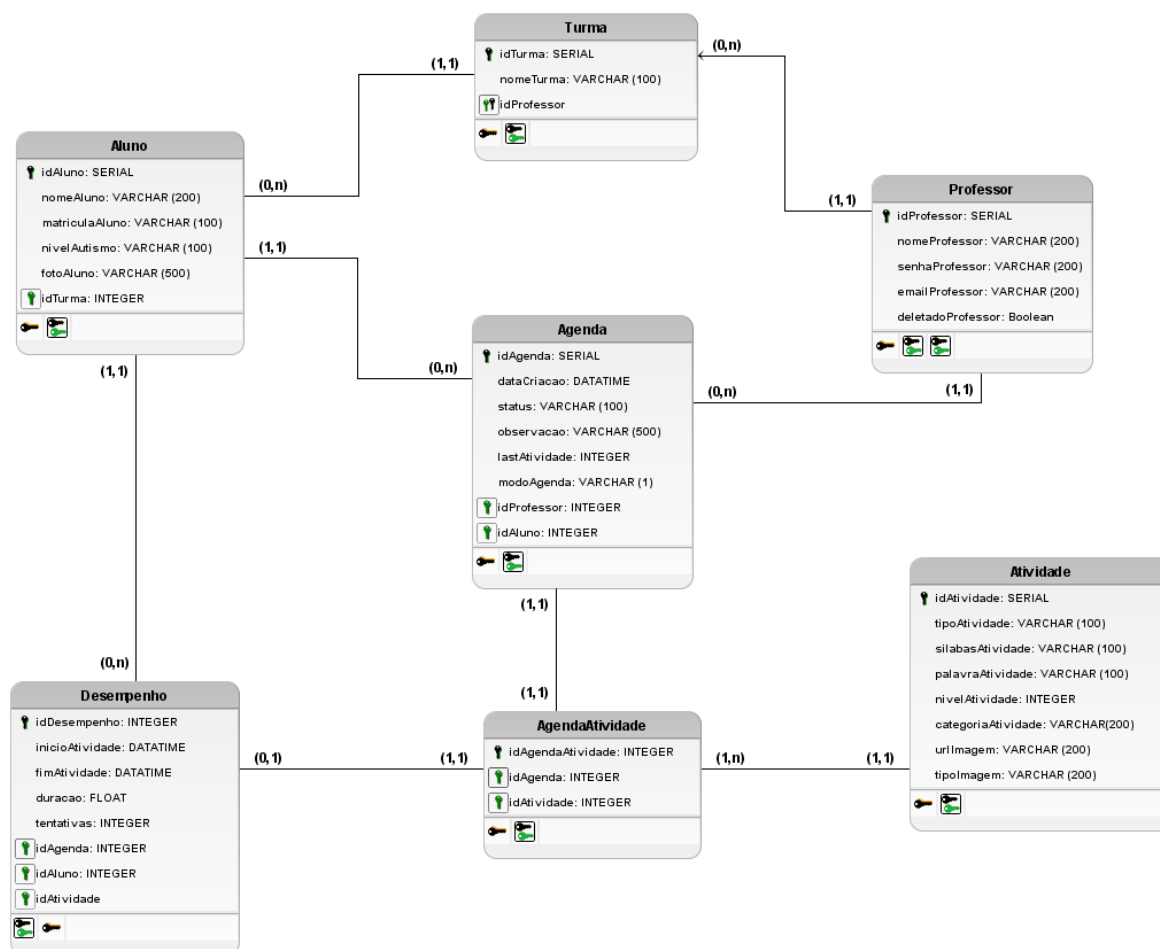 Turma
idTurma: SERIAL
nomeTurma: VARCHAR (100)
idProfessor
(1,1)
(0,n)
Aluno
idAluno: SERIAL
nomeAluno: VARCHAR (200)
matriculaAluno: VARCHAR (100)
nivelAutismo: VARCHAR (100)
fotoAluno: VARCHAR (500)
idTurma: INTEGER
(0,n)
(1,1)
(1,1)
Professor
idProfessor: SERIAL
nomeProfessor: VARCHAR (200)
senhaProfessor: VARCHAR (200)
emailProfessor: VARCHAR (200)
deletadoProfessor: Boolean
(1,1)
(1,1)
Agenda
idAgenda: SERIAL
dataCriacao: DATATIME
status: VARCHAR (100)
observacao: VARCHAR (500)
lastAtividade: INTEGER
modoAgenda: VARCHAR (1)
idProfessor: INTEGER
idAluno: INTEGER
(0,n)
(0,n)
(1,1)
(1,1)
Atividade
idAtividade: SERIAL
tipoAtividade: VARCHAR (100)
silabasAtividade: VARCHAR (100)
palavraAtividade: VARCHAR (100)
nivelAtividade: INTEGER
categoriaAtividade: VARCHAR(200)
urlImagem: VARCHAR (200)
tipoImagem: VARCHAR (200)
(0,n)
Desempenho
idDesempenho: INTEGER
inicioAtividade: DATATIME
fimAtividade: DATATIME
duracao: FLOAT
tentativas: INTEGER
idAgenda: INTEGER
idAluno: INTEGER
idAtividade
(0,1)
(1,1)
AgendaAtividade
idAgendaAtividade: INTEGER
idAgenda: INTEGER
idAtividade: INTEGER
(1,n)
(1,1)